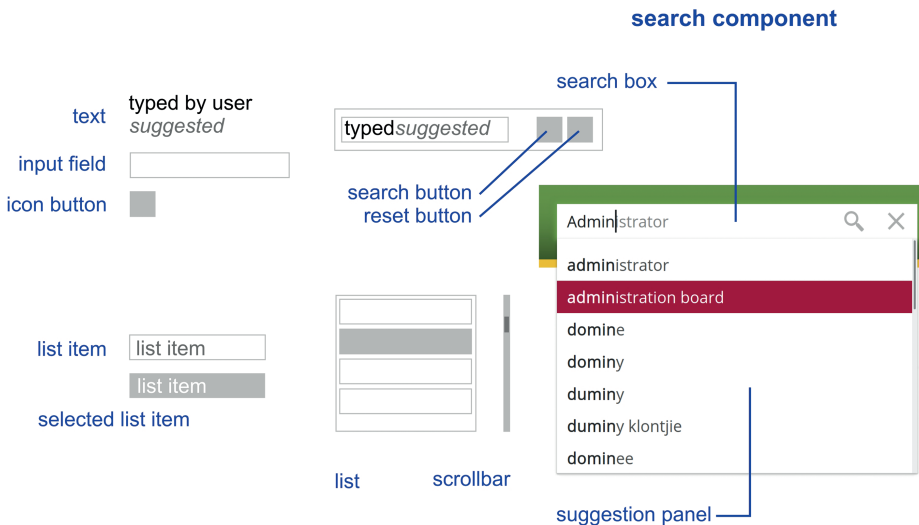 search component
search box
text
typed by user
suggested
typedsuggested
input field
icon button
search button
reset button
Administrator
administrator
administration board
domine
dominy
duminy
duminy klontjie
dominee
list item
list item
list item
selected list item
list
scrollbar
suggestion panel